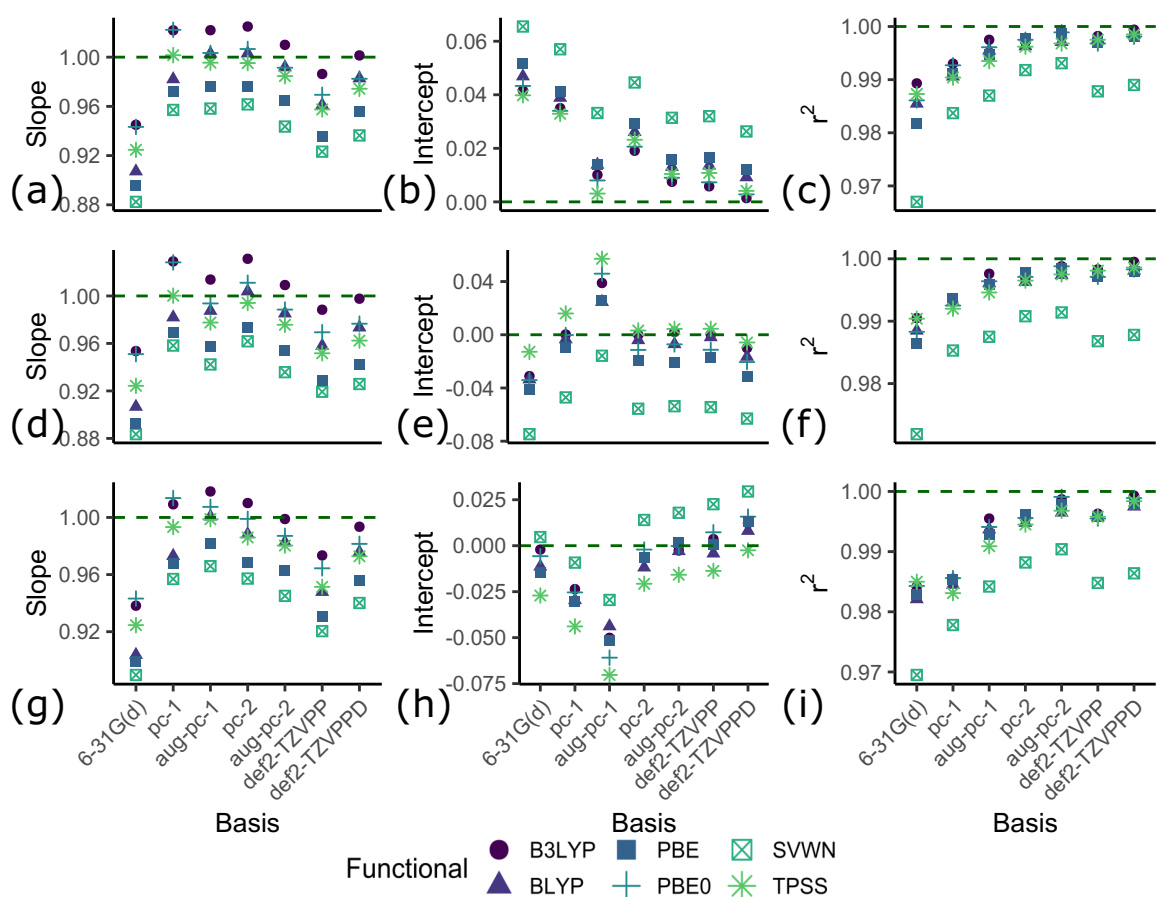 1.00
0.96
0.92
0.88
Slope
(a)
0.06
0.04
0.02
0.00
Intercept
(b)
1.00
0.99
0.98
0.97
r²
(c)
1.00
0.96
0.92
0.88
Slope
(d)
0.04
0.00
-0.04
-0.08
Intercept
(e)
1.00
0.99
0.98
r²
(f)
1.00
0.96
0.92
Slope
(g)
0.025
0.000
-0.025
-0.050
-0.075
Intercept
(h)
1.00
0.99
0.98
0.97
r²
(i)
6-31G(d)
pc-1
aug-pc-1
pc-2
aug-pc-2
def2-TZVPP
def2-TZVPPD
6-31G(d)
pc-1
aug-pc-1
pc-2
aug-pc-2
def2-TZVPP
def2-TZVPPD
6-31G(d)
pc-1
aug-pc-1
pc-2
aug-pc-2
def2-TZVPP
def2-TZVPPD
Basis
Basis
Basis
Functional
B3LYP
PBE
SVWN
BLYP
PBE0
TPSS